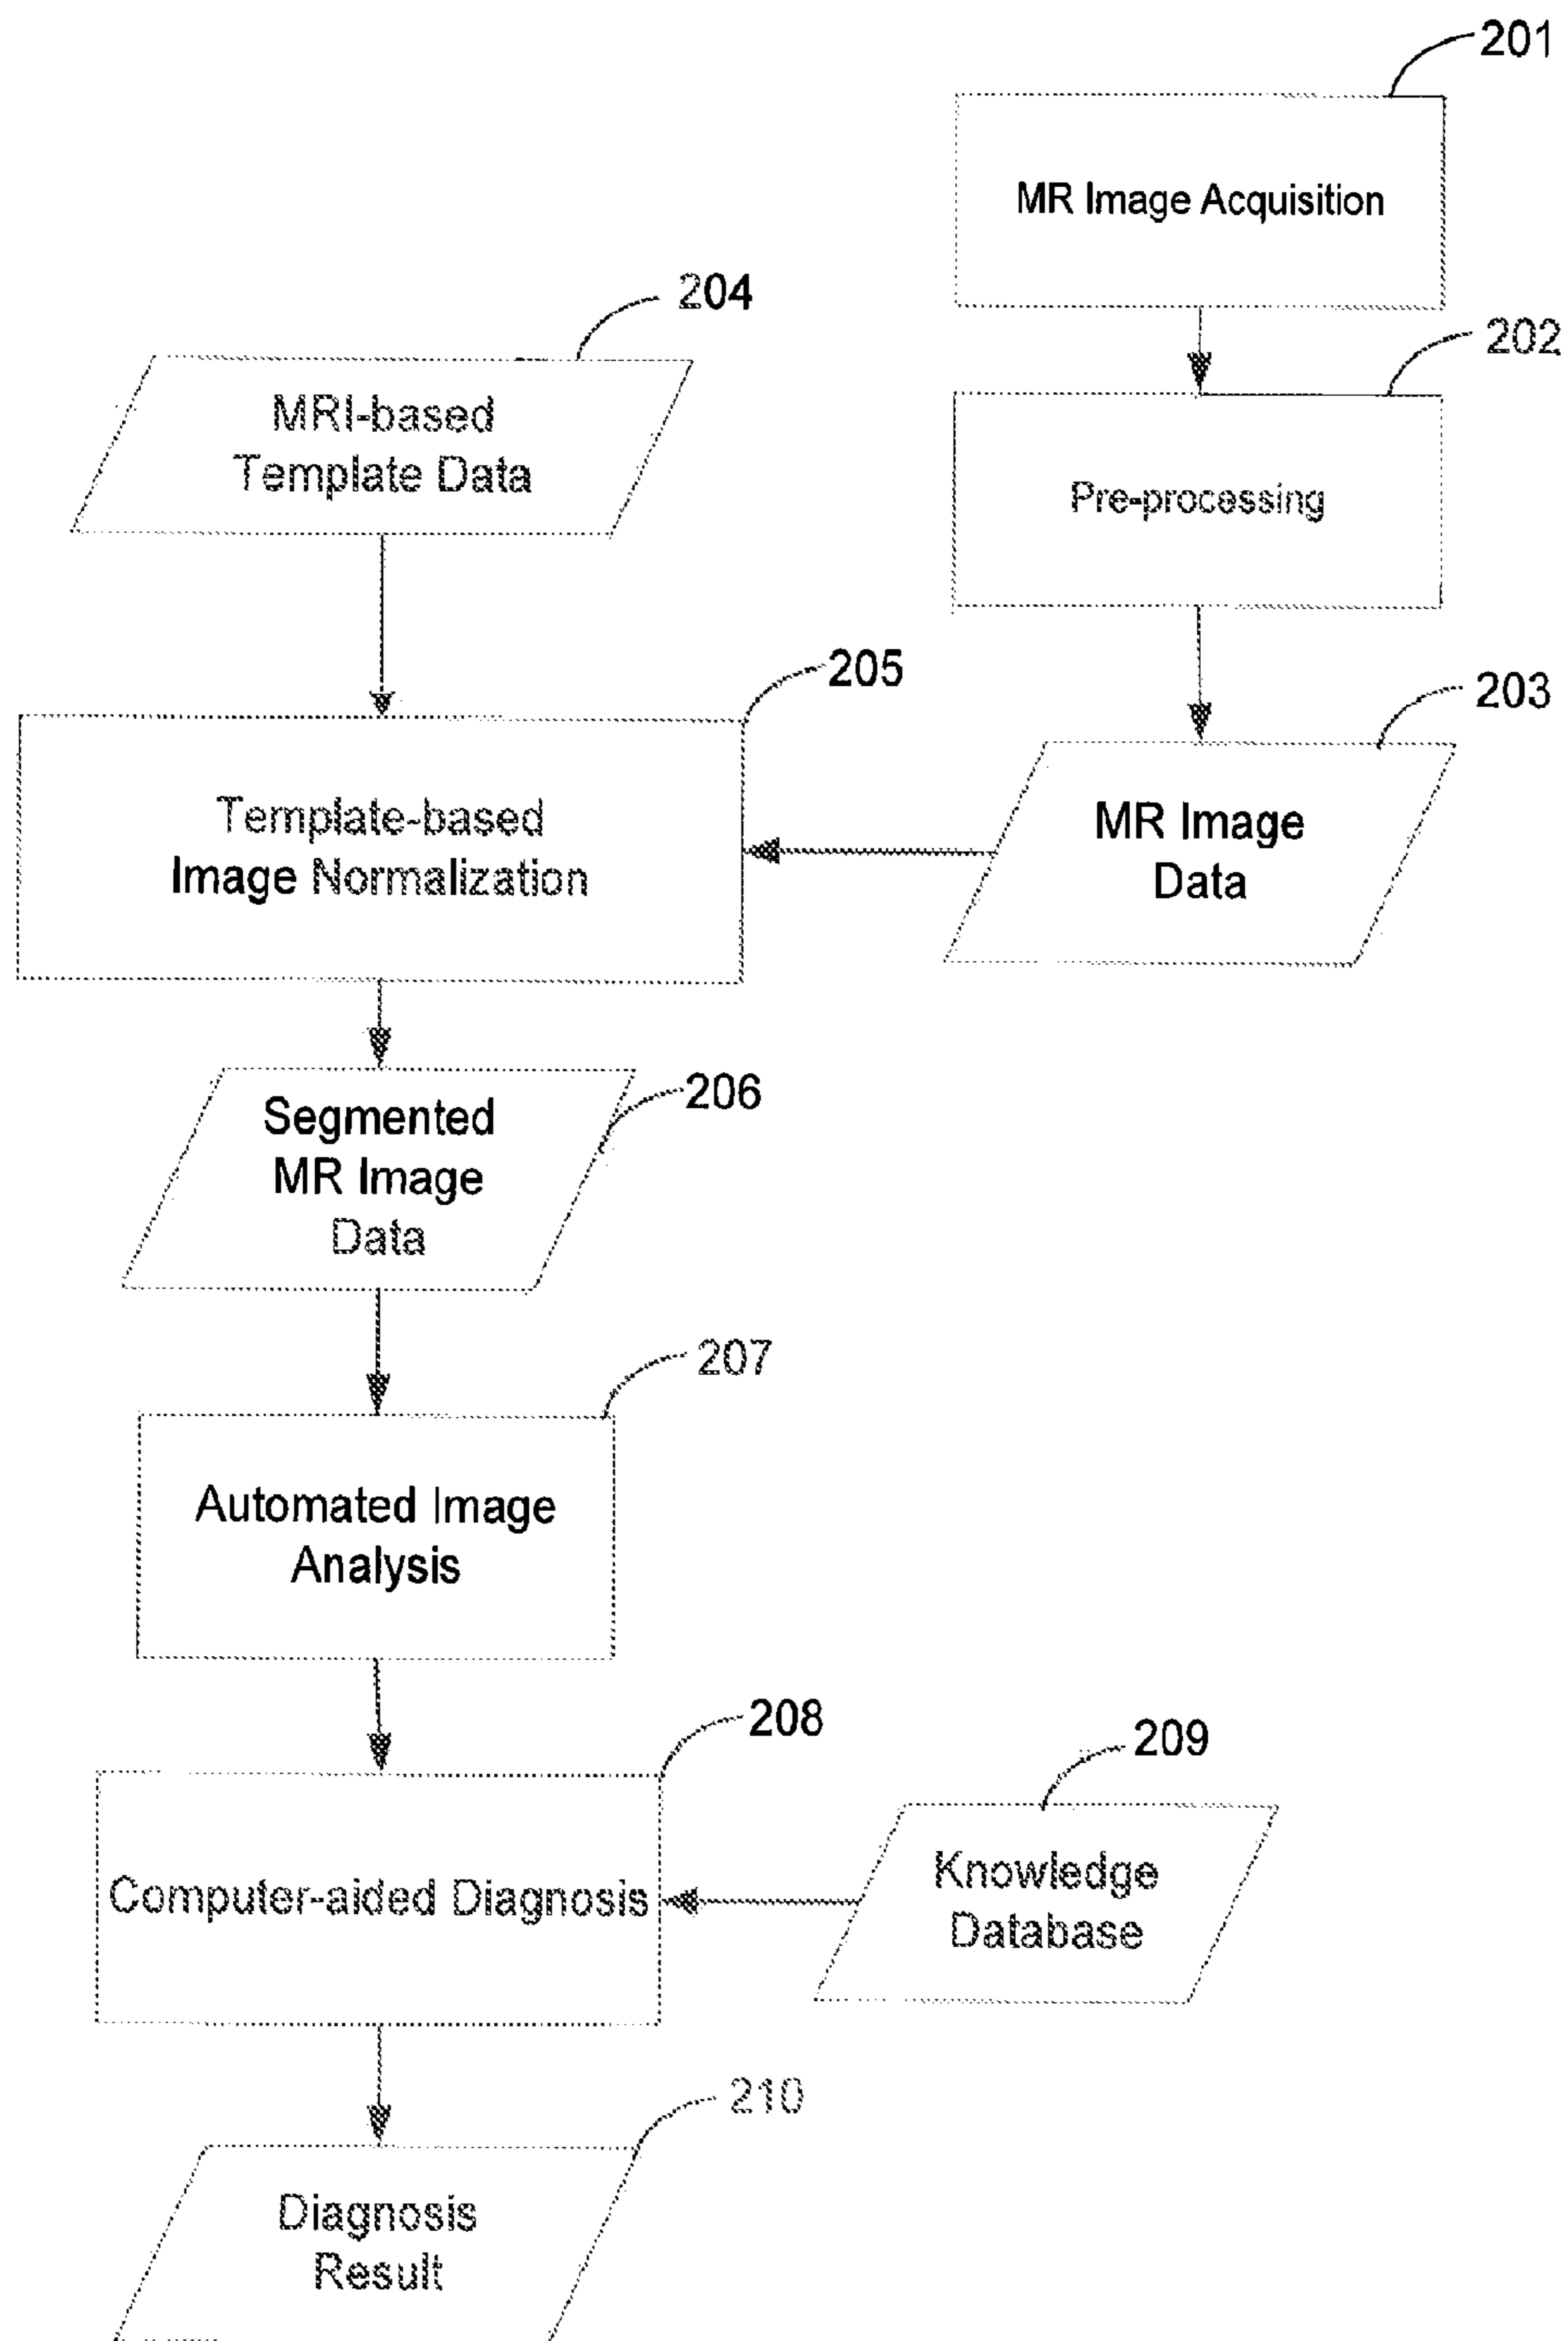 201
MR Image Acquisition
204
202
MRI-based
Template Data
Pre-processing
205
203
Template-based
Image Normalization
MR Image
Data
206
Segmented
MR Image
Data
207
Automated Image
Analysis
208
209
Computer-aided Diagnosis
Knowledge
Database
210
Diagnosis
Result